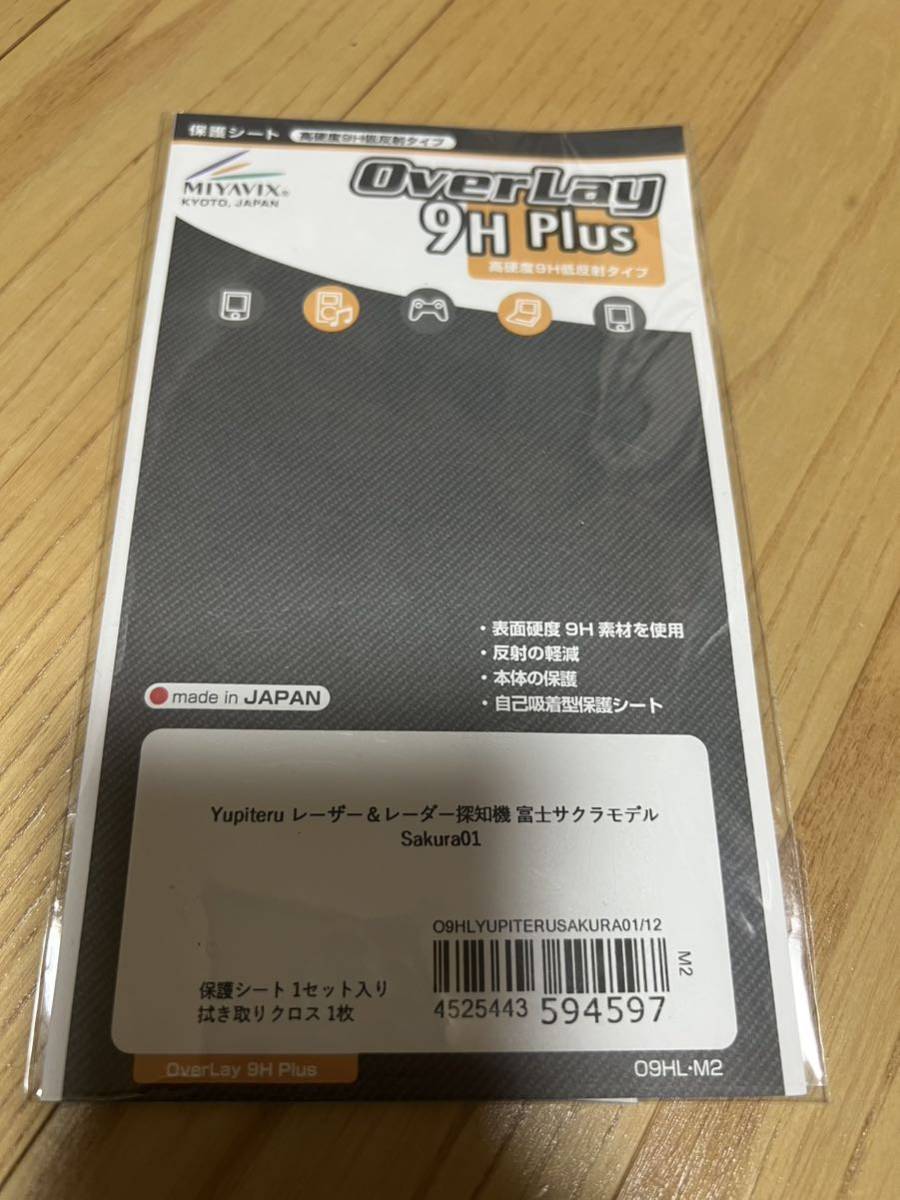 保護シート 高硬度9H低反射タイプ
MIYAVIX®
KYOTO, JAPAN
OverLay
9H Plus
高硬度9H低反射タイプ
・表面硬度 9H 素材を使用
・反射の軽減
・本体の保護
・自己吸着型保護シート
made in JAPAN
Yupiteru レーザー＆レーダー探知機 富士サクラモデル
Sakura01
O9HLYUPITERUSAKURA01/12
M2
保護シート 1セット入り
拭き取りクロス 1枚
4525443 594597
OverLay 9H Plus
O9HL・M2